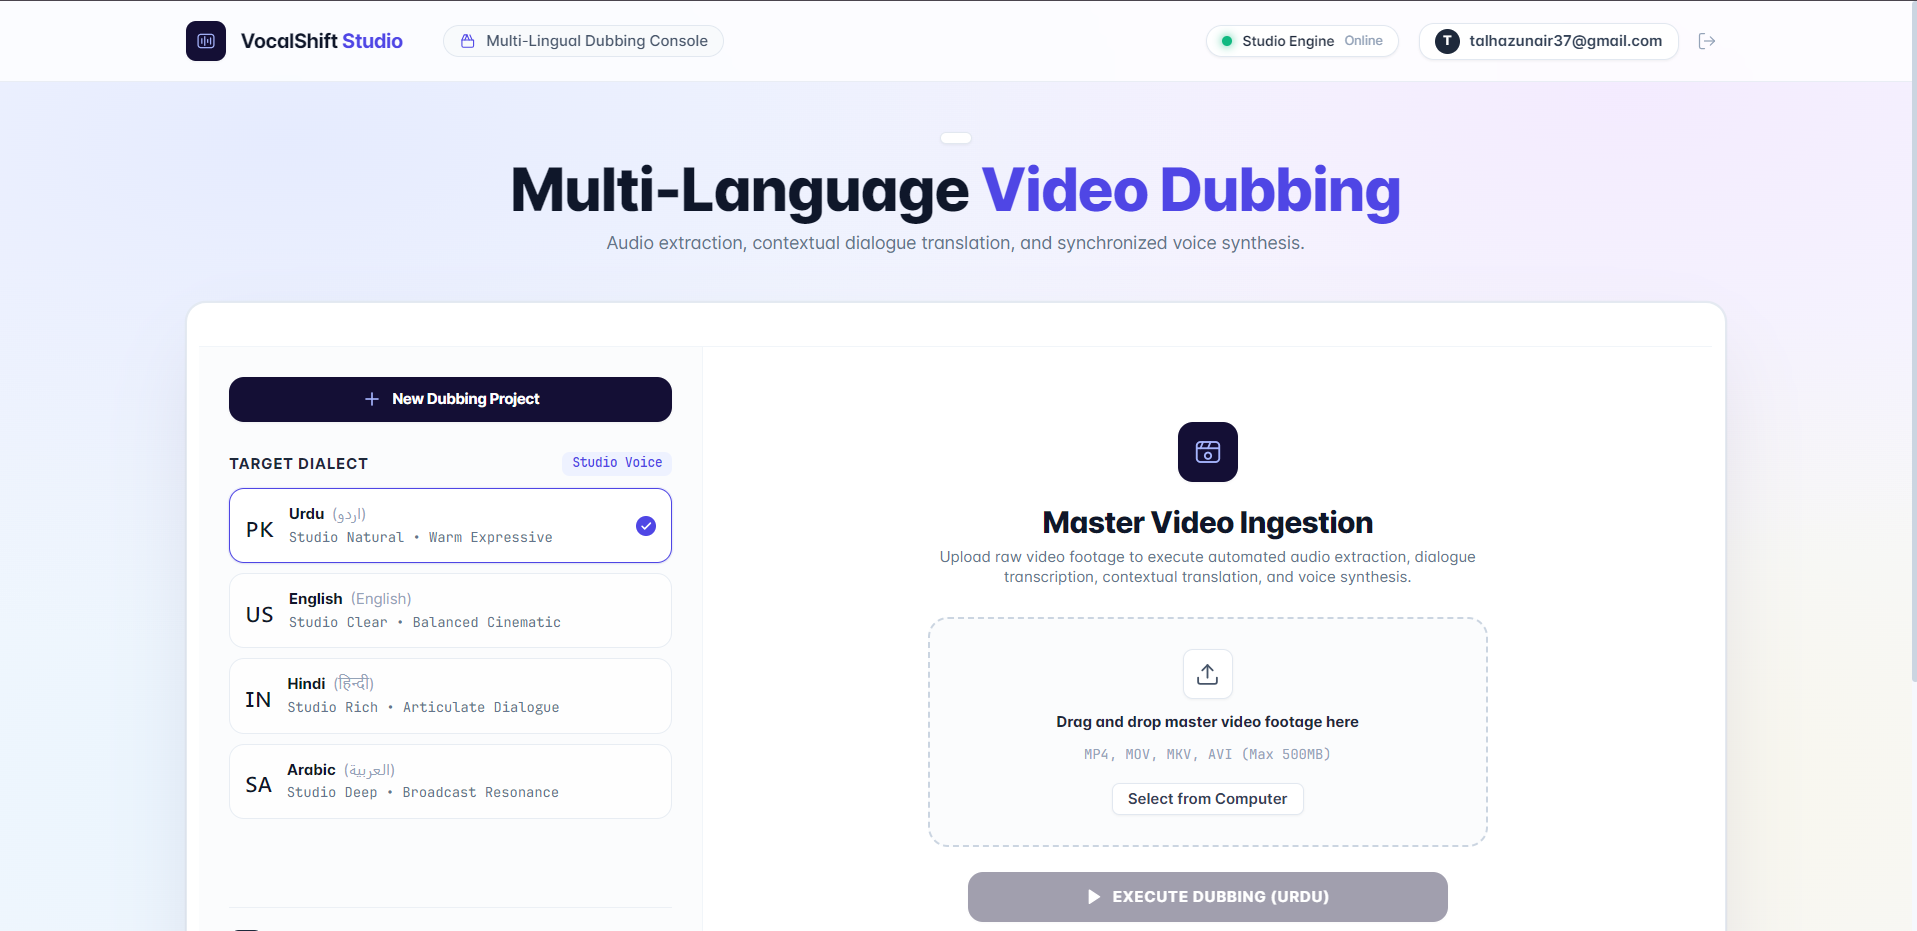 VocalShift Studio
Multi-Lingual Dubbing Console
Studio Engine Online
T talhazunair37@gmail.com
Multi-Language Video Dubbing
Audio extraction, contextual dialogue translation, and synchronized voice synthesis.
New Dubbing Project
TARGET DIALECT
Studio Voice
PK
Urdu (اردو)
Studio Natural • Warm Expressive
US
English (English)
Studio Clear • Balanced Cinematic
IN
Hindi (हिन्दी)
Studio Rich • Articulate Dialogue
SA
Arabic (العربية)
Studio Deep • Broadcast Resonance
Master Video Ingestion
Upload raw video footage to execute automated audio extraction, dialogue
transcription, contextual translation, and voice synthesis.
Drag and drop master video footage here
MP4, MOV, MKV, AVI (Max 500MB)
Select from Computer
EXECUTE DUBBING (URDU)